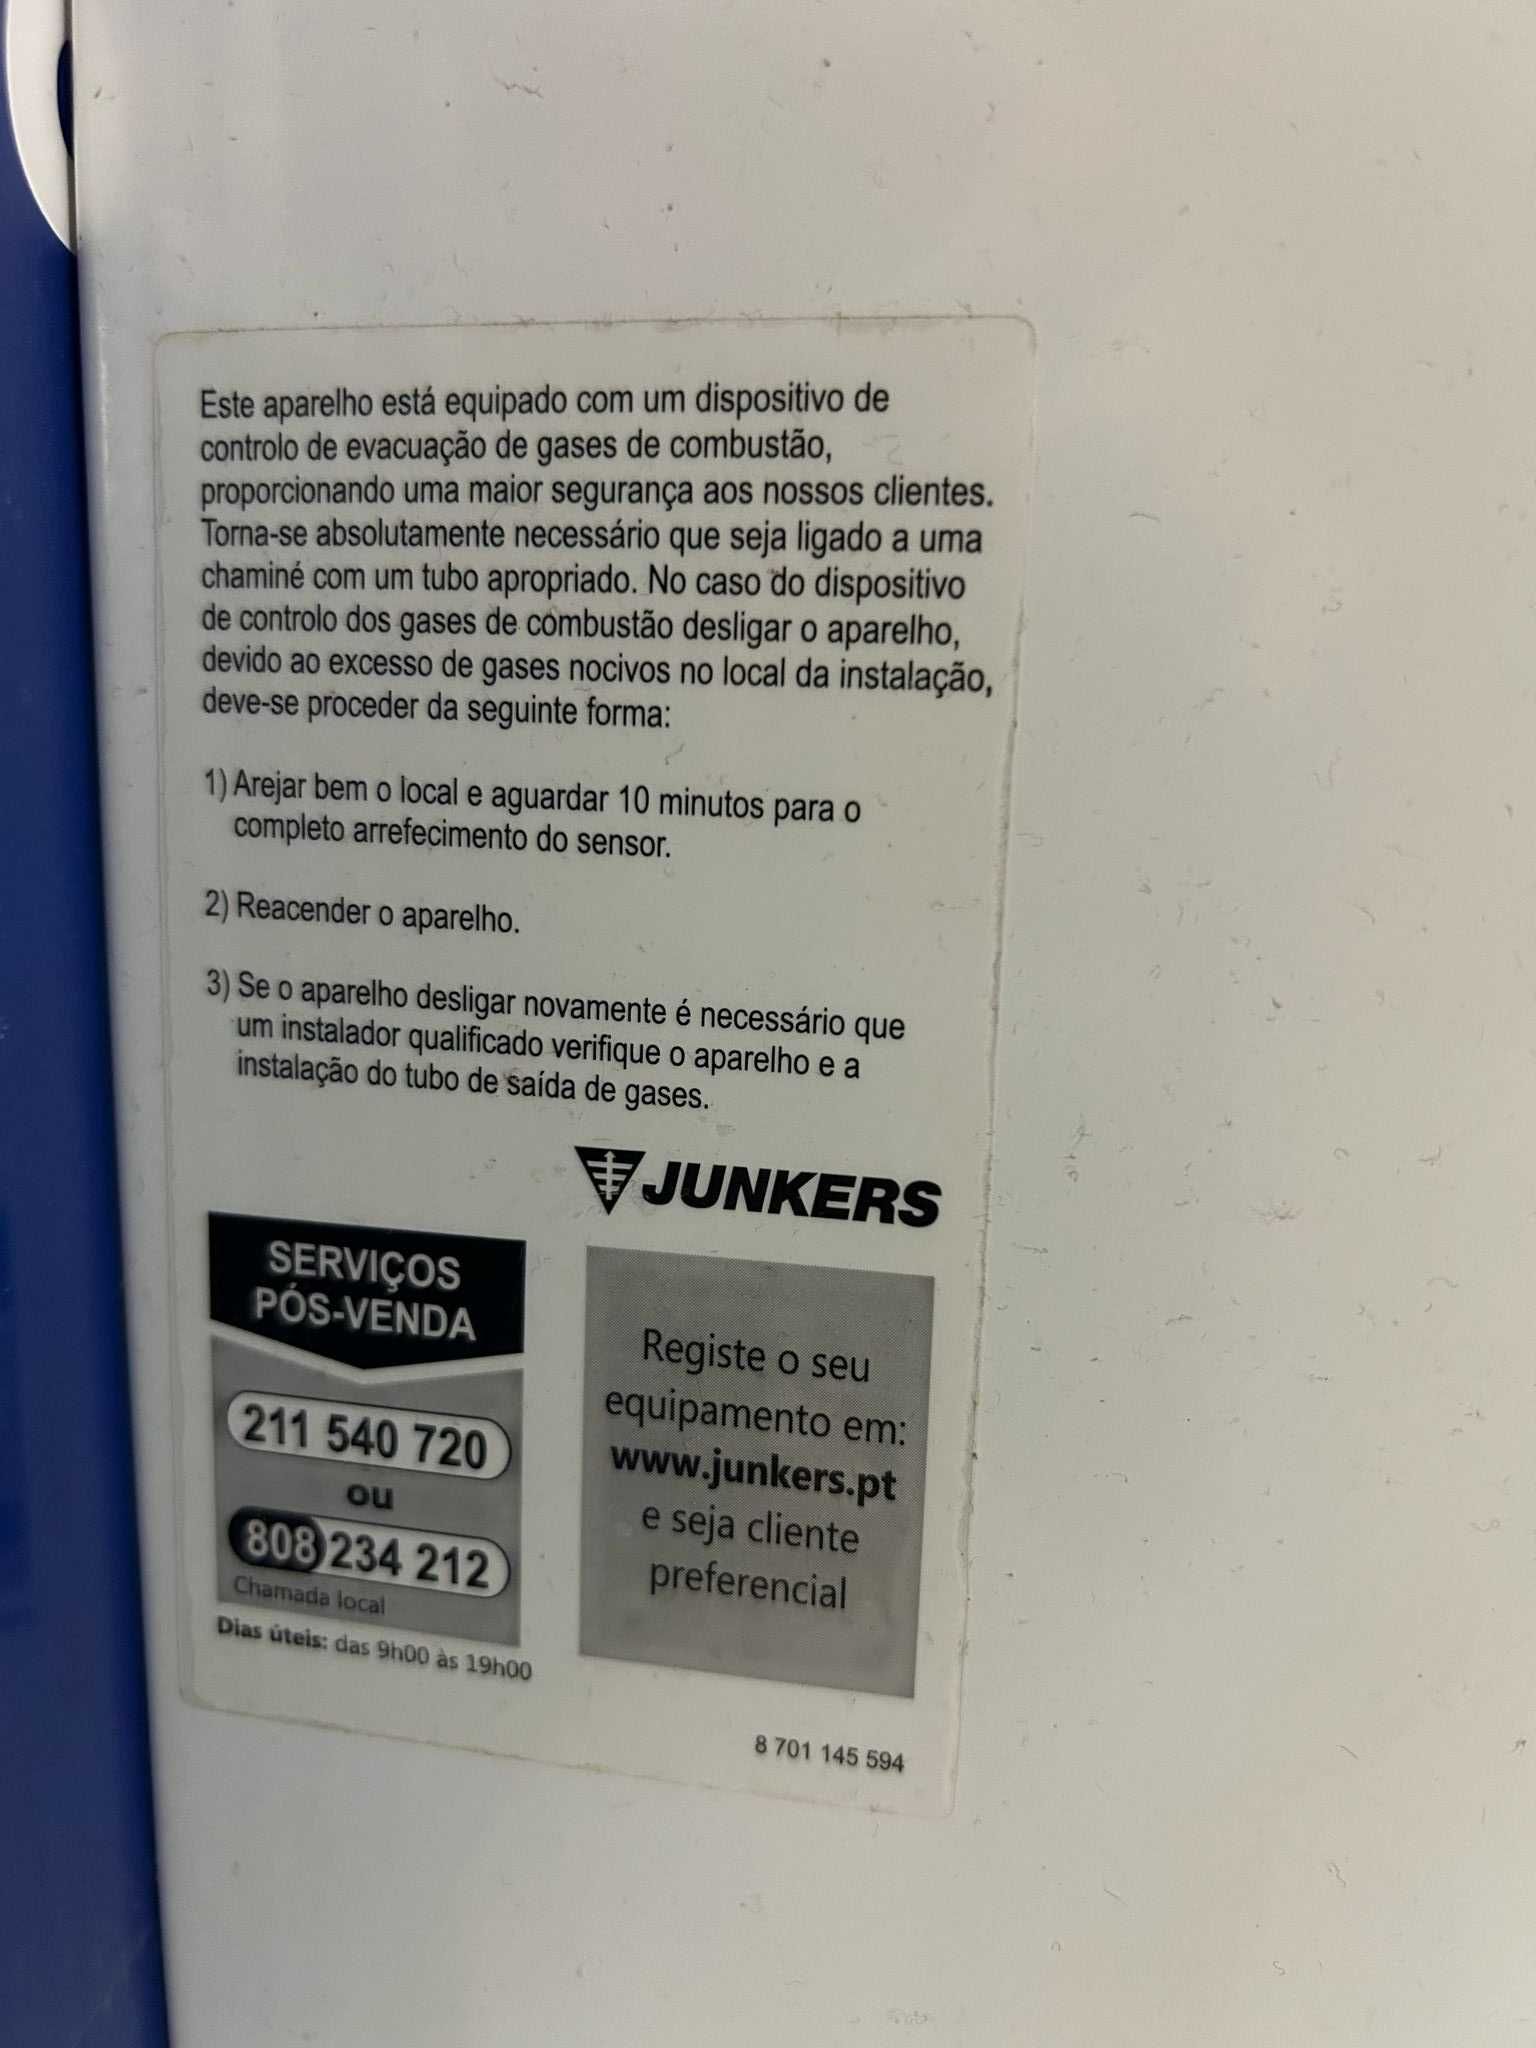 Este aparelho está equipado com um dispositivo de
controlo de evacuação de gases de combustão,
proporcionando uma maior segurança aos nossos clientes.
Torna-se absolutamente necessário que seja ligado a uma
chaminé com um tubo apropriado. No caso do dispositivo
de controlo dos gases de combustão desligar o aparelho,
devido ao excesso de gases nocivos no local da instalação,
deve-se proceder da seguinte forma:
1) Arejar bem o local e aguardar 10 minutos para o
completo arrefecimento do sensor.
2) Reacender o aparelho.
3) Se o aparelho desligar novamente é necessário que
um instalador qualificado verifique o aparelho e a
instalação do tubo de saída de gases.
JUNKERS
SERVIÇOS
PÓS-VENDA
211 540 720
ou
808 234 212
Chamada local
Dias úteis: das 9h00 às 19h00
Registe o seu
equipamento em:
www.junkers.pt
e seja cliente
preferencial
8 701 145 594